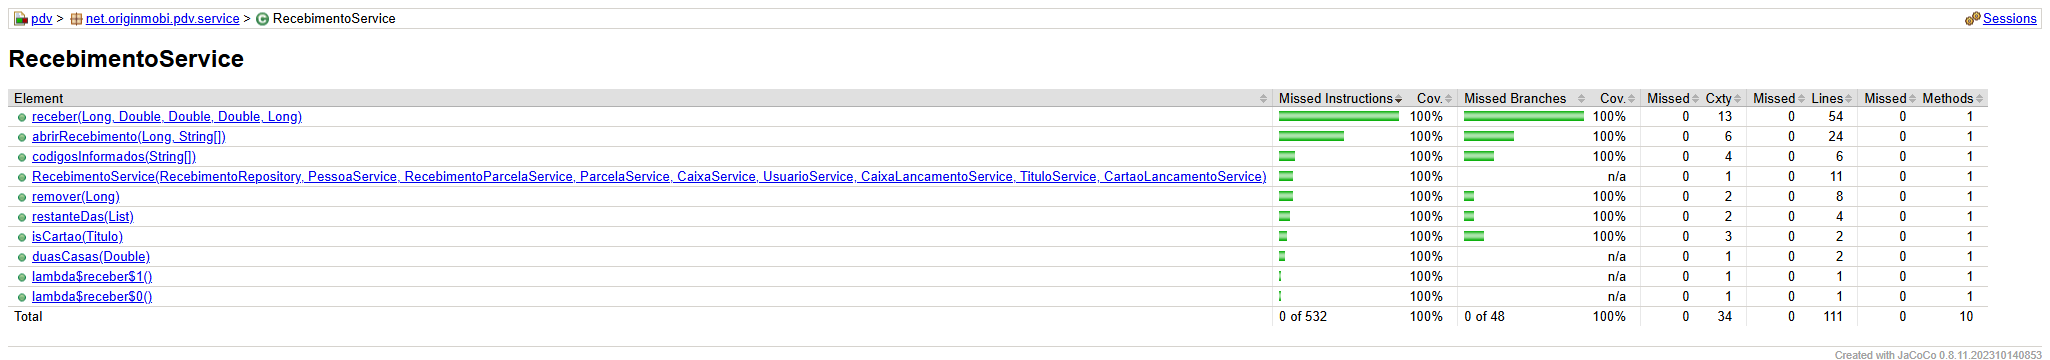 pdv > net.originmobi.pdv.service > RecebimentoService Sessions
RecebimentoService
Element Missed Instructions Cov. Missed Branches Cov. Missed Cxty Missed Lines Missed Methods
receber(Long, Double, Double, Double, Long) 100% 100% 0 13 0 54 0 1
abrirRecebimento(Long, String[]) 100% 100% 0 6 0 24 0 1
codigosInformados(String[]) 100% 100% 0 4 0 6 0 1
RecebimentoService(RecebimentoRepository, PessoaService, RecebimentoParcelaService, ParcelaService, CaixaService, UsuarioService, CaixaLancamentoService, TituloService, CartaoLancamentoService) 100% n/a 0 1 0 11 0 1
remover(Long) 100% 100% 0 2 0 8 0 1
restanteDas(List) 100% 100% 0 2 0 4 0 1
isCartao(Titulo) 100% 100% 0 3 0 2 0 1
duasCasas(Double) 100% n/a 0 1 0 2 0 1
lambda$receber$1() 100% n/a 0 1 0 1 0 1
lambda$receber$0() 100% n/a 0 1 0 1 0 1
Total 0 of 532 100% 0 of 48 100% 0 34 0 111 0 10
Created with JaCoCo 0.8.11.202310140853